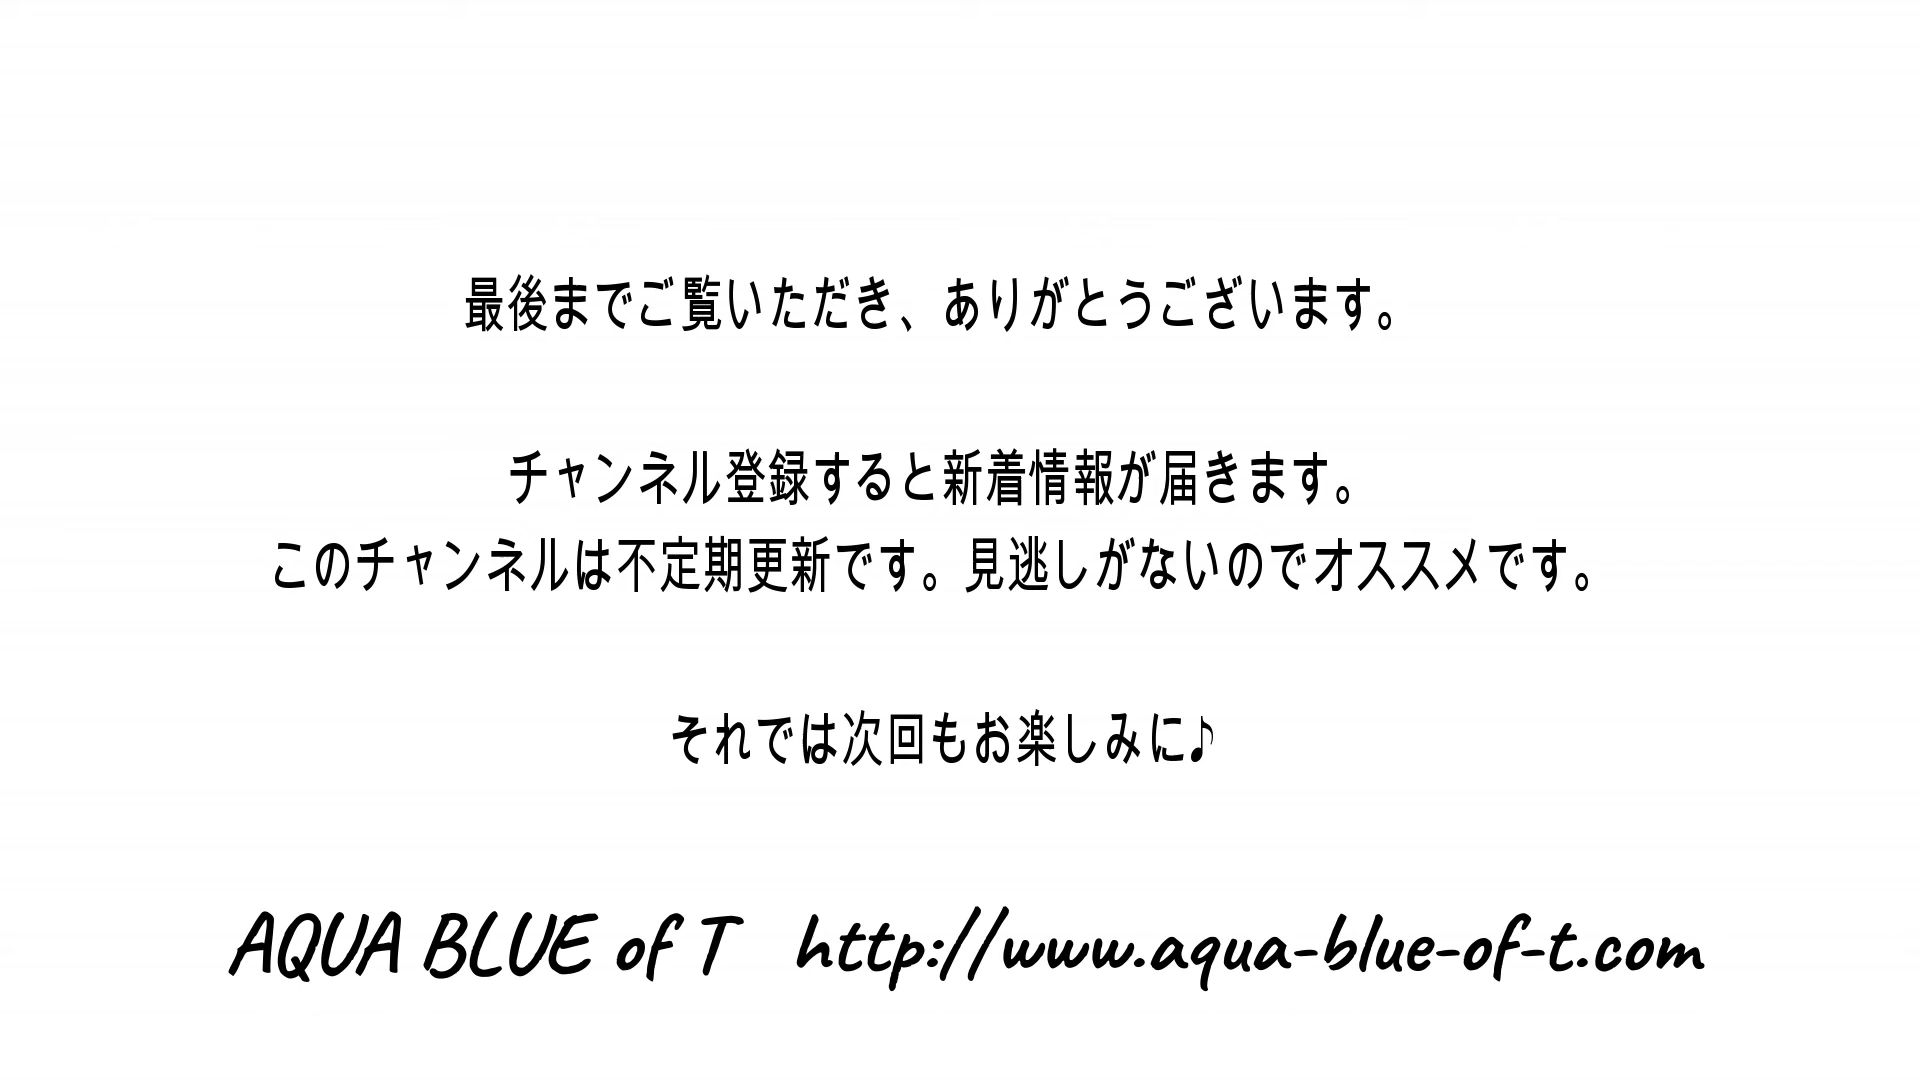 最後までご覧いただき、ありがとうございます。
チャンネル登録すると新着情報が届きます。
このチャンネルは不定期更新です。見逃しがないのでオススメです。
それでは次回もお楽しみに♪
AQUA BLUE of T http://www.aqua-blue-of-t.com